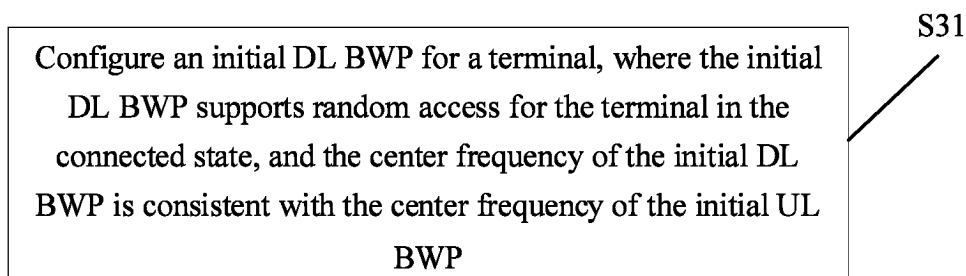 S31
Configure an initial DL BWP for a terminal, where the initial
DL BWP supports random access for the terminal in the
connected state, and the center frequency of the initial DL
BWP is consistent with the center frequency of the initial UL
BWP